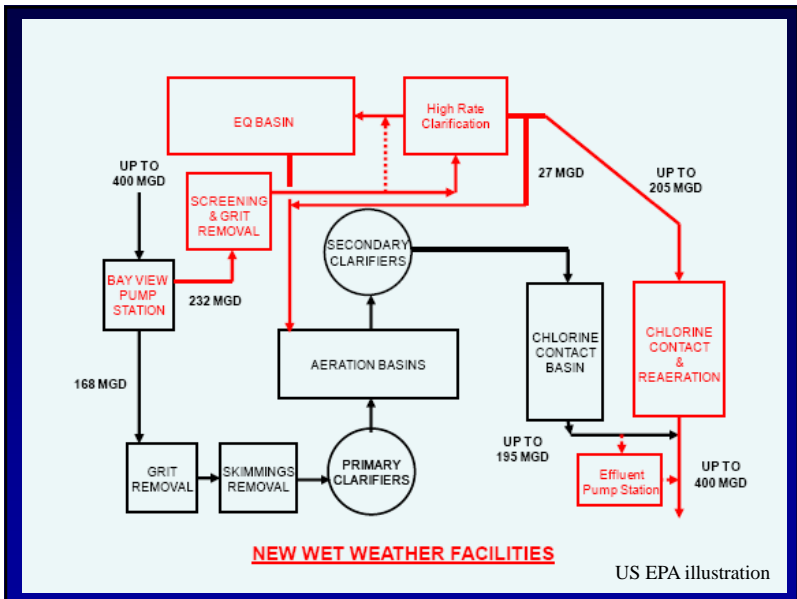 EQ BASIN
High Rate
Clarification
UP TO
400 MGD
27 MGD
UP TO
205 MGD
SCREENING
& GRIT
REMOVAL
SECONDARY
CLARIFIERS
BAY VIEW
PUMP
STATION
232 MGD
CHLORINE
CONTACT
BASIN
CHLORINE
CONTACT
&
REAERATION
AERATION BASINS
168 MGD
UP TO
195 MGD
GRIT
REMOVAL
SKIMMINGS
REMOVAL
PRIMARY
CLARIFIERS
Effluent
Pump Station
UP TO
400 MGD
NEW WET WEATHER FACILITIES
US EPA illustration